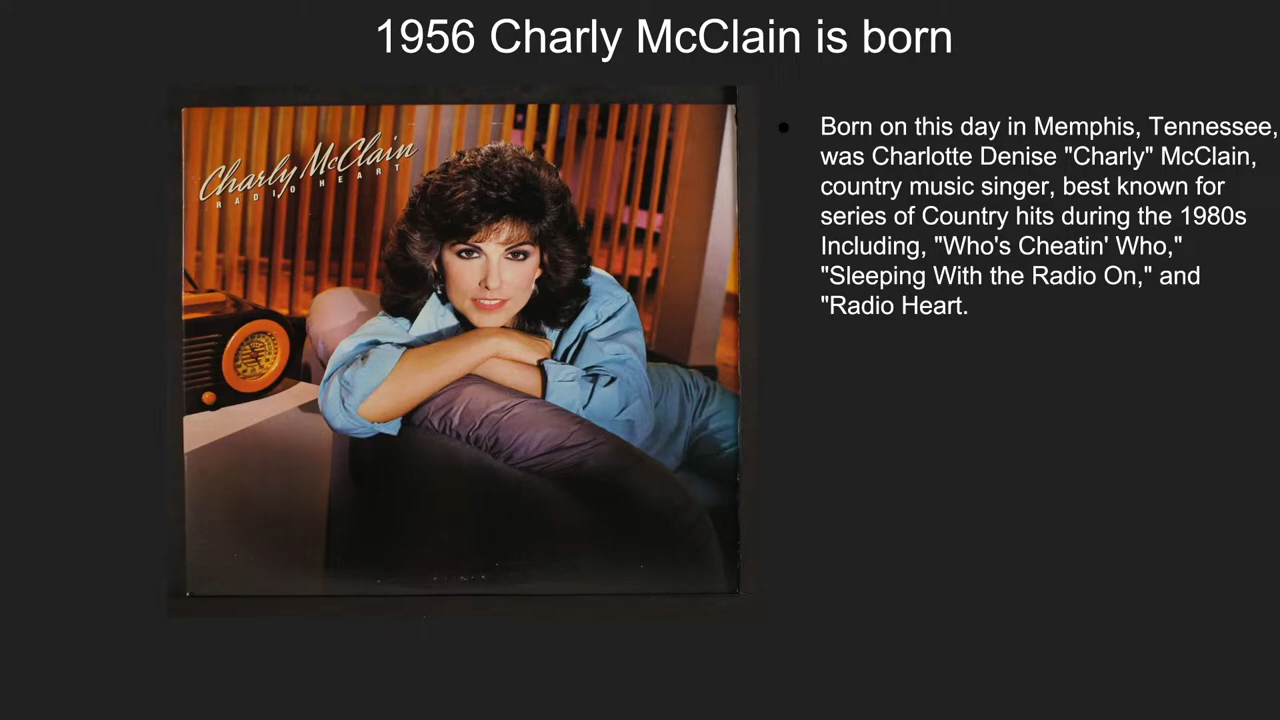 1956 Charly McClain is born
Charly McClain
RADIO HEART
Born on this day in Memphis, Tennessee,
was Charlotte Denise "Charly" McClain,
country music singer, best known for
series of Country hits during the 1980s
Including, "Who's Cheatin' Who,"
"Sleeping With the Radio On," and
"Radio Heart.